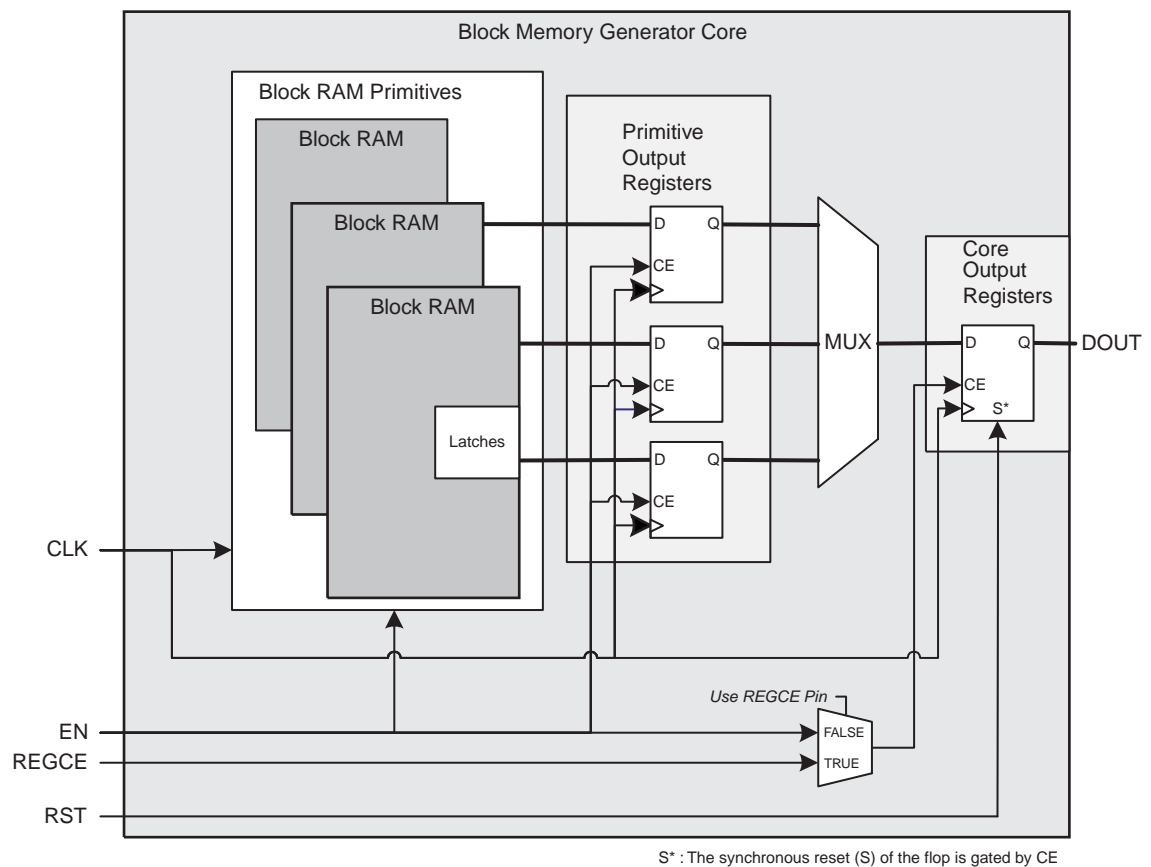 Block Memory Generator Core
Block RAM Primitives
Block RAM
Block RAM
Block RAM
Latches
Primitive
Output
Registers
D Q
CE
D Q
CE
D Q
CE
MUX
Core
Output
Registers
D Q
CE
S*
DOUT
CLK
EN
REGCE
RST
Use REGCE Pin
FALSE
TRUE
S* : The synchronous reset (S) of the flop is gated by CE